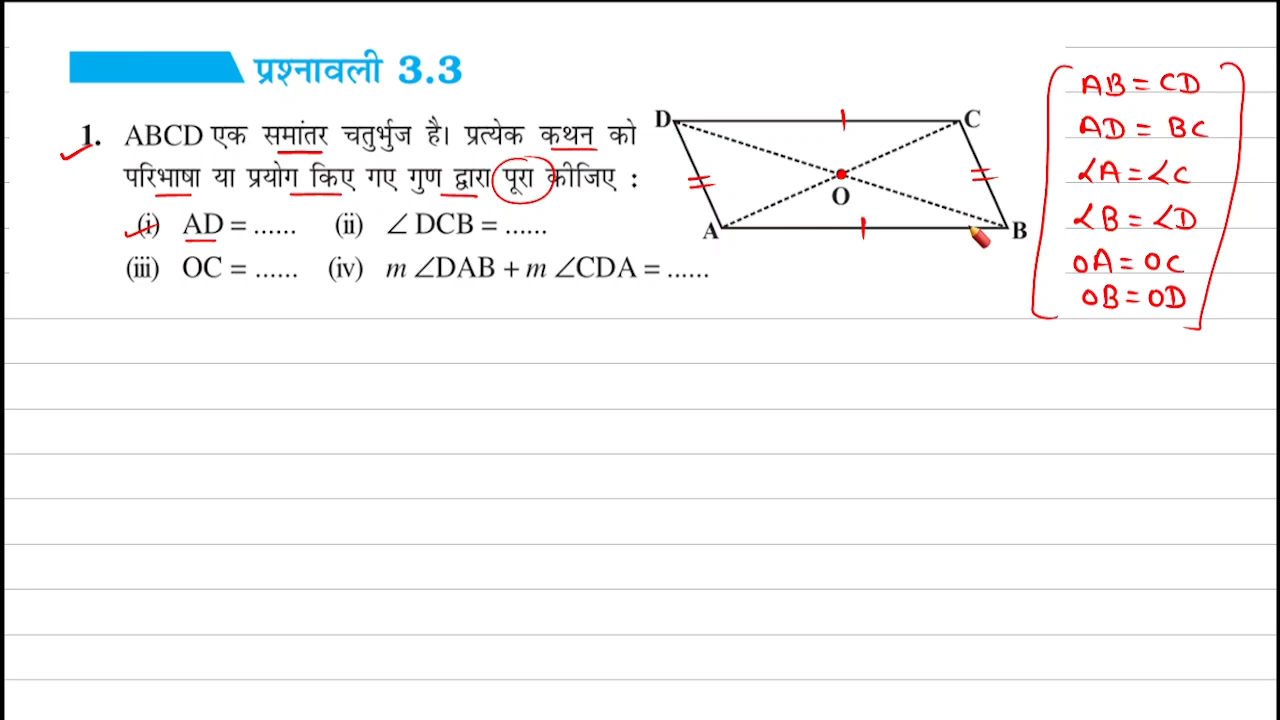 प्रश्नावली 3.3
1. ABCD एक समांतर चतुर्भुज है। प्रत्येक कथन को
परिभाषा या प्रयोग किए गए गुण द्वारा पूरा कीजिए :
(i) AD = ...... (ii) ∠ DCB = ......
(iii) OC = ...... (iv) m ∠DAB + m ∠CDA = ......
D C
O
A B
AB = CD
AD = BC
∠A = ∠C
∠B = ∠D
OA = OC
OB = OD